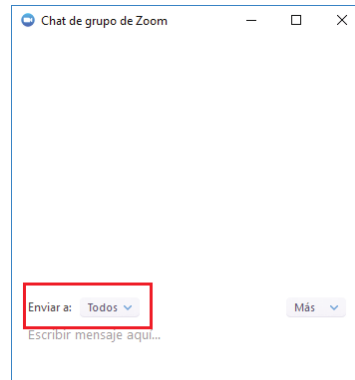 Chat de grupo de Zoom
Enviar a: Todos Más
Escribir mensaje aquí...